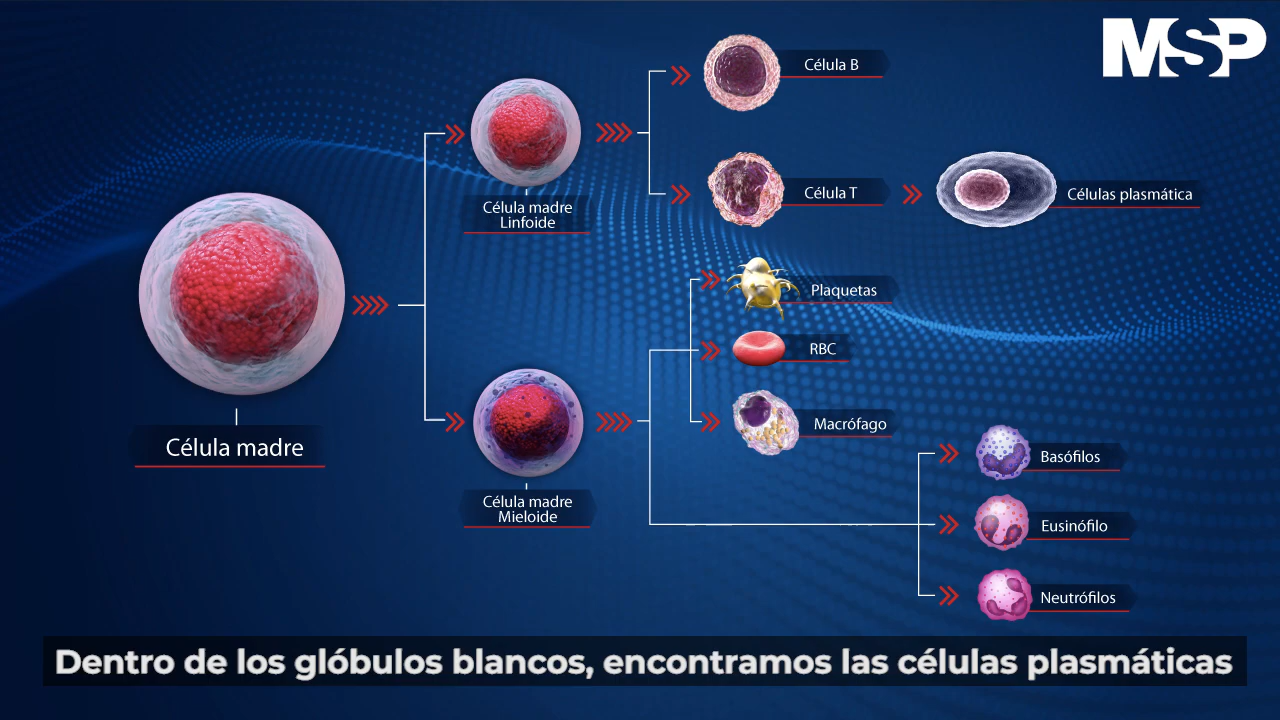 MSP
Célula B
Célula T
Células plasmática
Célula madre
Linfoide
Plaquetas
RBC
Macrófago
Célula madre
Basófilos
Célula madre
Mieloide
Eusinófilo
Neutrófilos
Dentro de los glóbulos blancos, encontramos las células plasmáticas